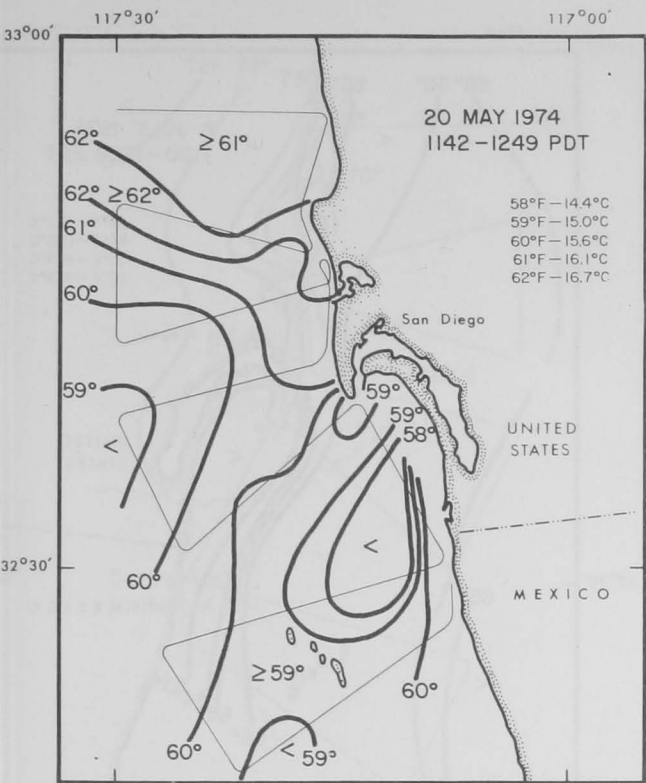 117°30'
117°00'
33°00'
20 MAY 1974
1142–1249 PDT
62°
≥61°
62°
≥62°
61°
58°F—14.4°C
59°F—15.0°C
60°F—15.6°C
61°F—16.1°C
62°F—16.7°C
60°
San Diego
59°
59°
59°
58°
<
UNITED
STATES
<
32°30'
60°
MEXICO
≥59°
60°
60°
<
59°